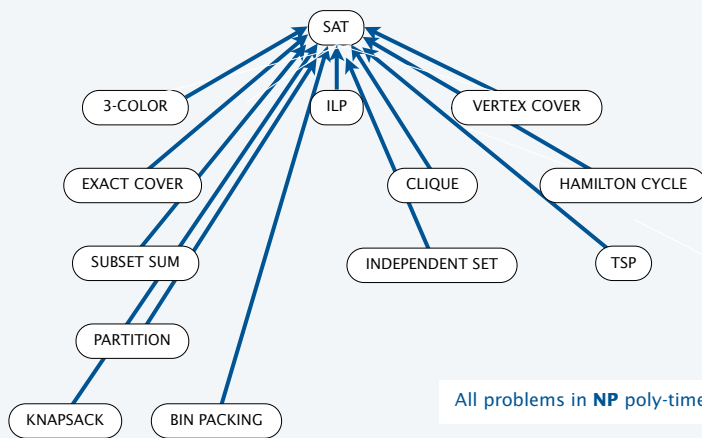 SAT
3-COLOR
ILP
VERTEX COVER
EXACT COVER
CLIQUE
HAMILTON CYCLE
SUBSET SUM
INDEPENDENT SET
TSP
PARTITION
KNAPSACK
BIN PACKING
All problems in NP poly-time